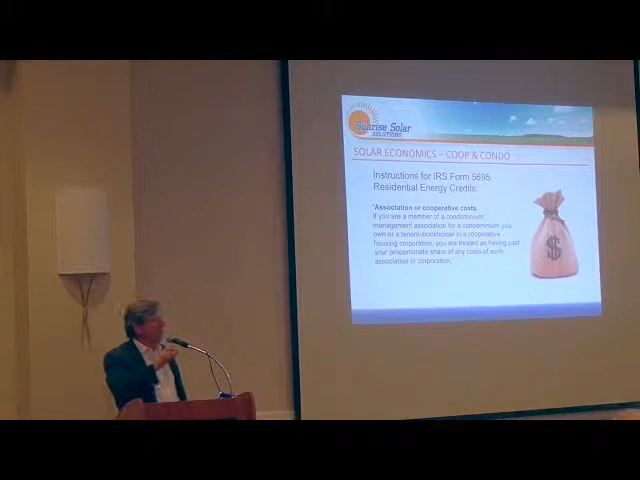 Sunrise Solar
SOLUTIONS
SOLAR ECONOMICS – COOP & CONDO
Instructions for IRS Form 5695
Residential Energy Credits:
"Association or cooperative costs.
If you are a member of a condominium
management association for a condominium you
own or a tenant-stockholder in a cooperative
housing corporation, you are treated as having paid
your proportionate share of any costs of such
association or corporation."
$